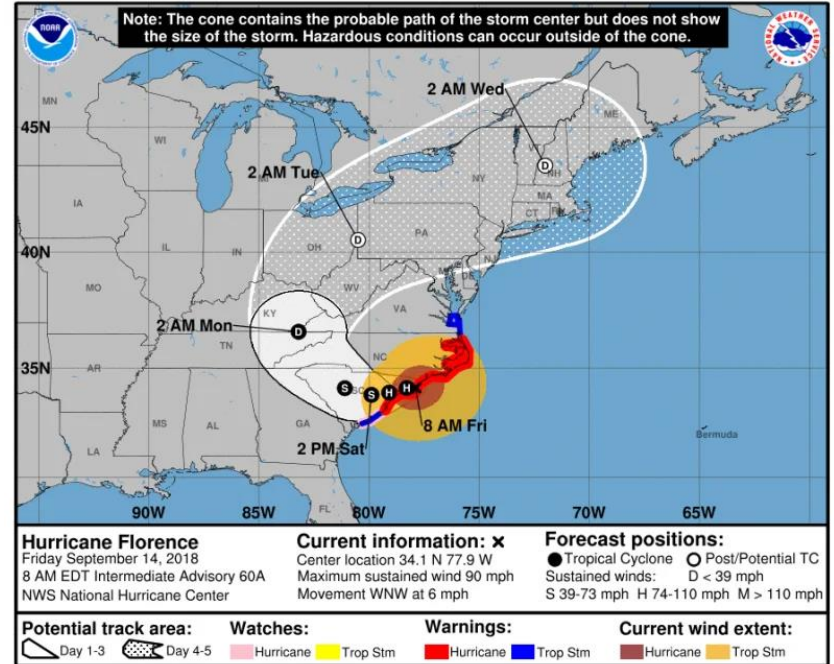 Note: The cone contains the probable path of the storm center but does not show
the size of the storm. Hazardous conditions can occur outside of the cone.
NOAA
NATIONAL WEATHER SERVICE
2 AM Wed
MN
ME
45N
WI
VT
NH
2 AM Tue
MI
NY
MA
IA
CT
RI
PA
40N
IL
IN
OH
NJ
MD
DE
MO
WV
KY
VA
2 AM Mon
TN
NC
35N
AR
S
S
H
H
D
D
D
SC
8 AM Fri
MS
AL
GA
2 PM Sat
Bermuda
LA
FL
90W
85W
80W
75W
70W
65W
Hurricane Florence
Friday September 14, 2018
8 AM EDT Intermediate Advisory 60A
NWS National Hurricane Center
Current information: x
Center location 34.1 N 77.9 W
Maximum sustained wind 90 mph
Movement WNW at 6 mph
Forecast positions:
Tropical Cyclone Post/Potential TC
Sustained winds: D < 39 mph
S 39-73 mph H 74-110 mph M > 110 mph
Potential track area:
Day 1-3 Day 4-5
Watches:
Hurricane Trop Stm
Warnings:
Hurricane Trop Stm
Current wind extent:
Hurricane Trop Stm